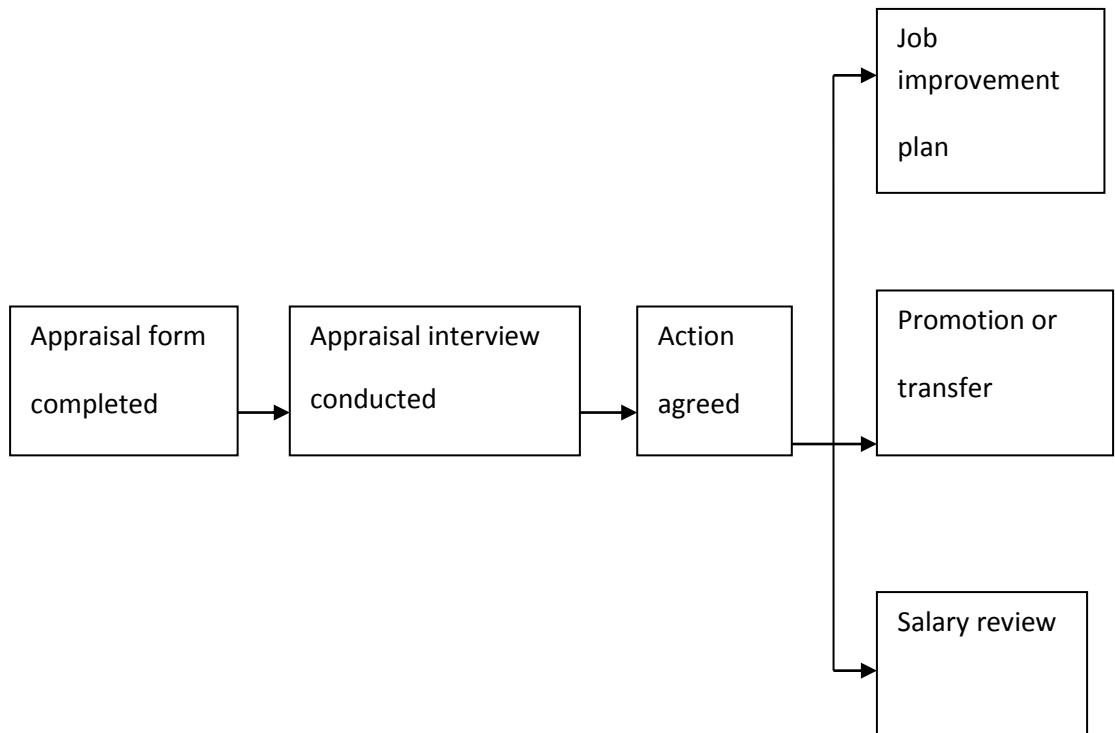 Job
improvement
plan
Appraisal form
completed
Appraisal interview
conducted
Action
agreed
Promotion or
transfer
Salary review